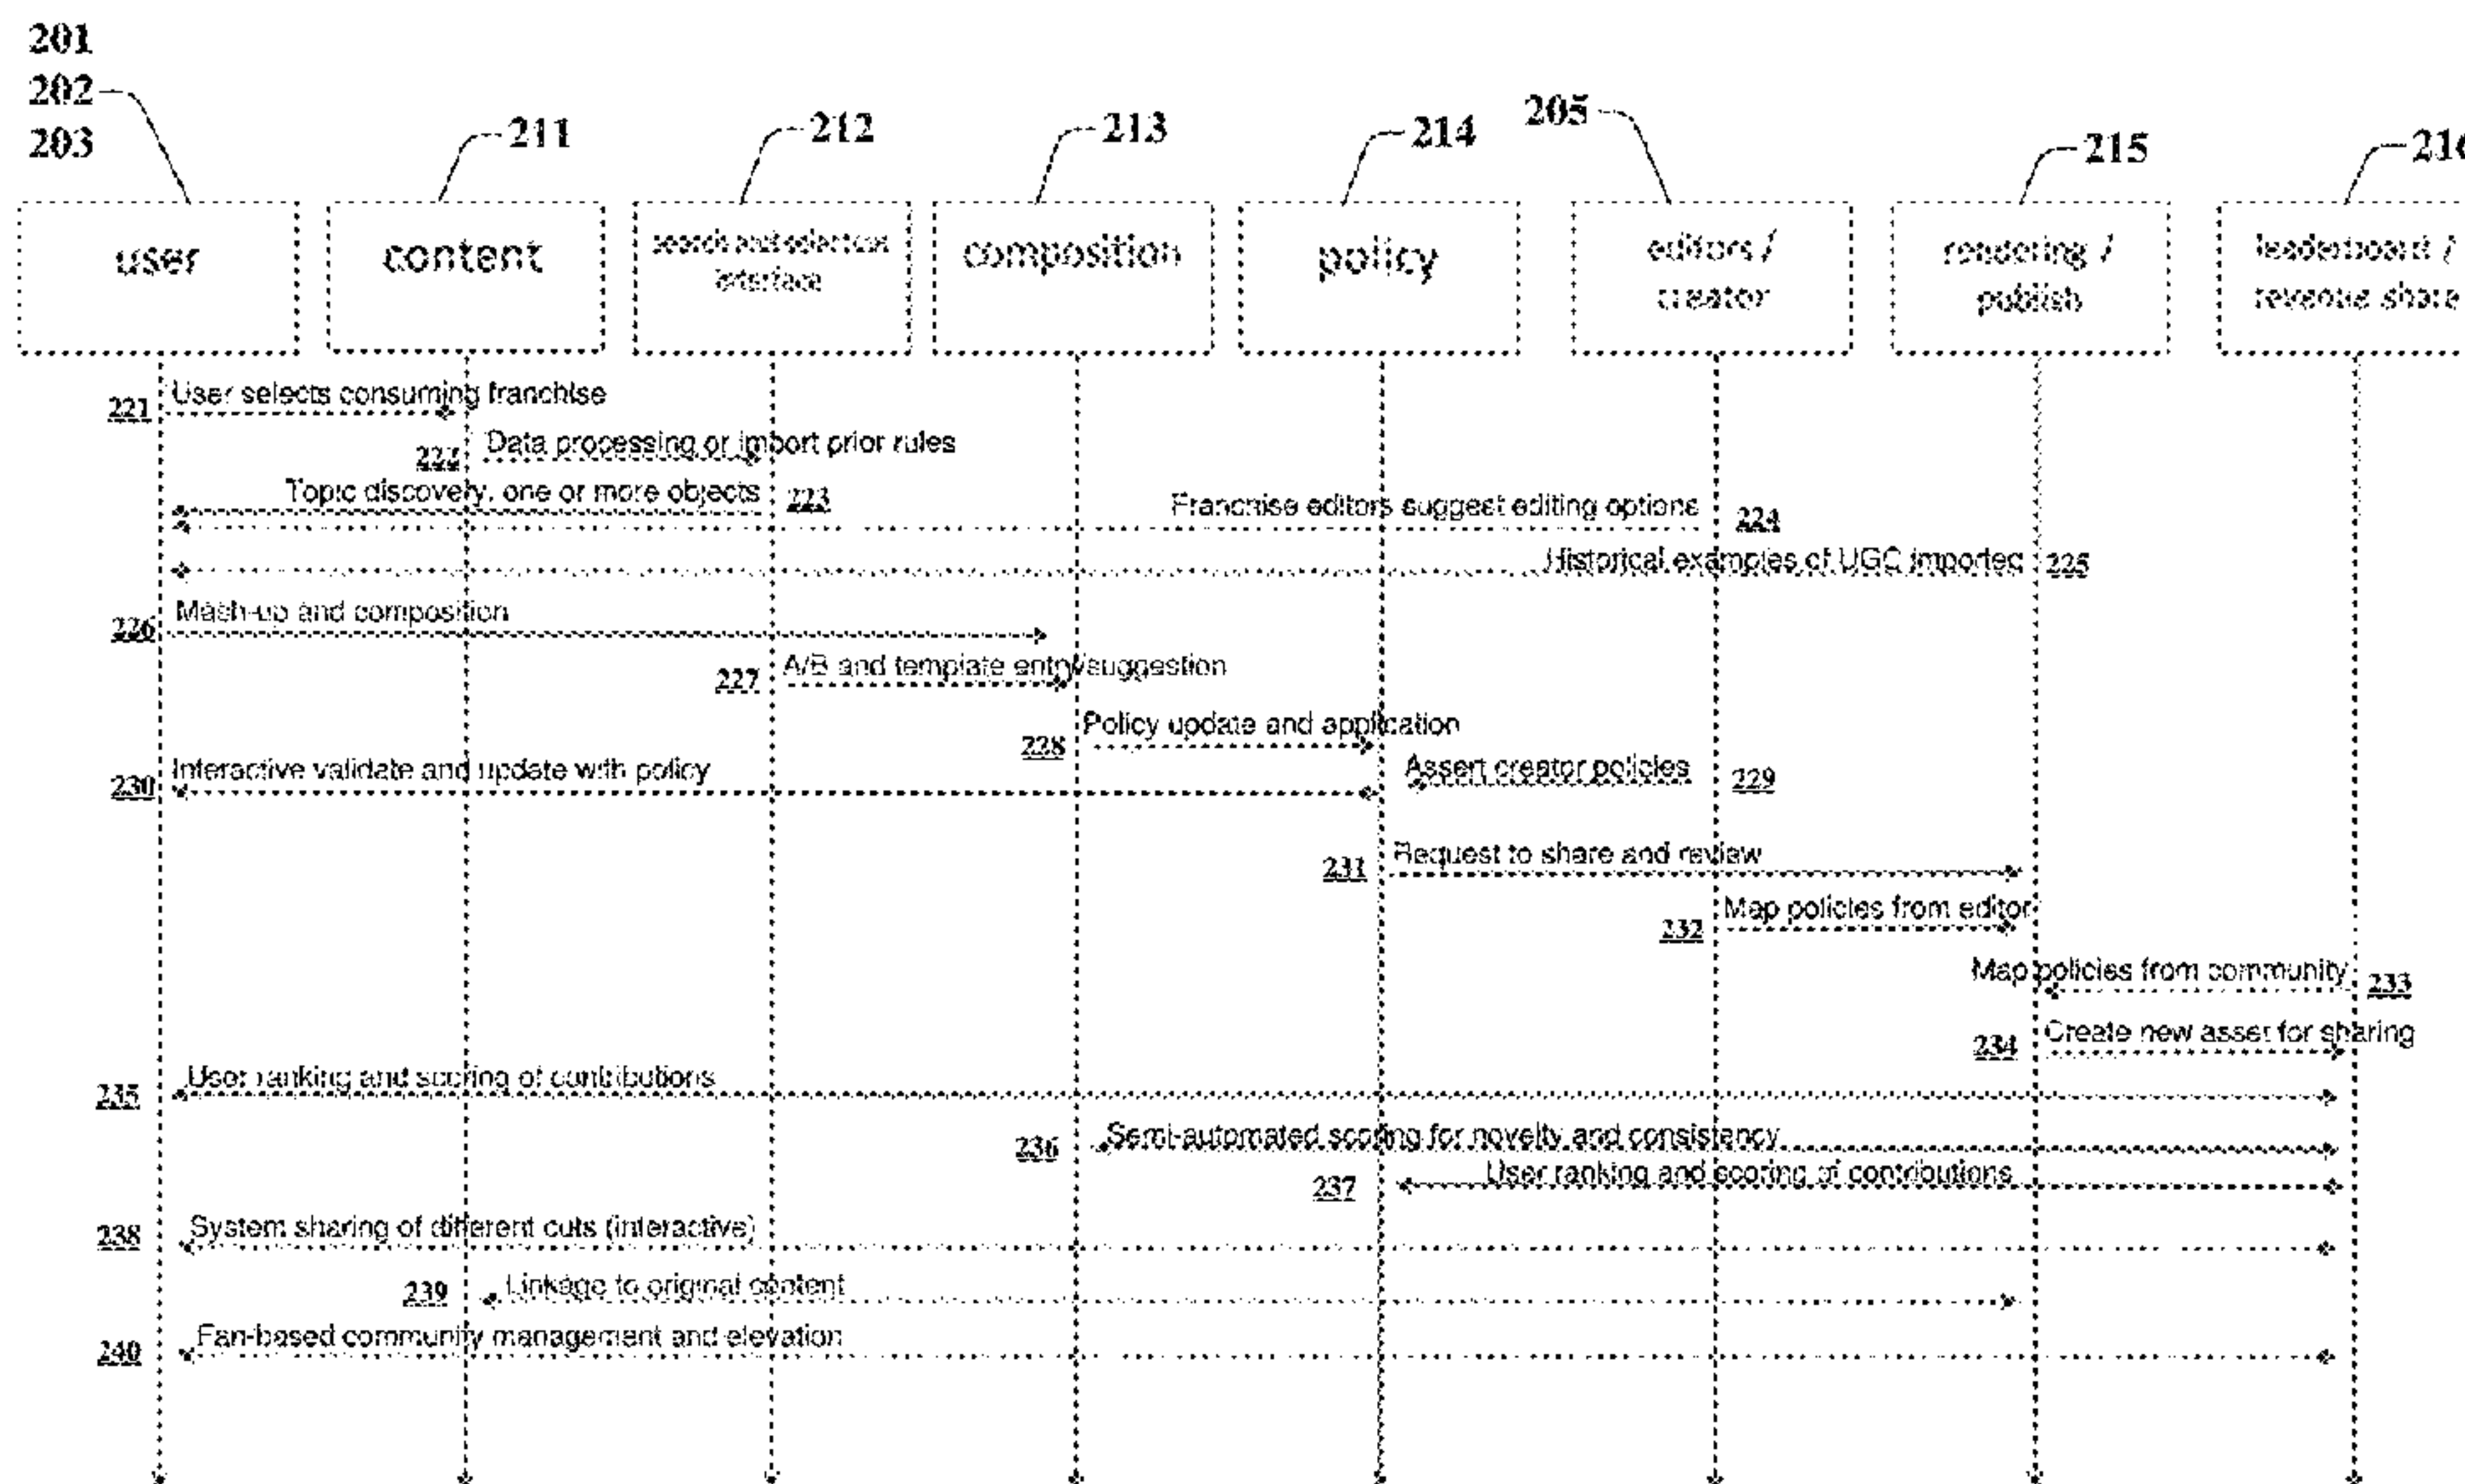 201
202
203
211
212
213
214
205
215
216
user
content
search and selection
interface
composition
policy
editors /
creator
rendering /
publish
leaderboard /
revenue share
221 User selects consuming franchise
222 Data processing or import prior rules
Topic discovery, one or more objects 223
Franchise editors suggest editing options 224
Historical examples of UGC imported 225
226 Mash-up and composition
227 A/B and template entry/suggestion
228 Policy update and application
Assert creator policies 229
230 Interactive validate and update with policy
231 Request to share and review
232 Map policies from editor
Map policies from community 233
234 Create new asset for sharing
235 User ranking and scoring of contributions
236 Semi-automated scoring for novelty and consistency
237 User ranking and scoring of contributions
238 System sharing of different cuts (interactive)
239 Linkage to original content
240 Fan-based community management and elevation